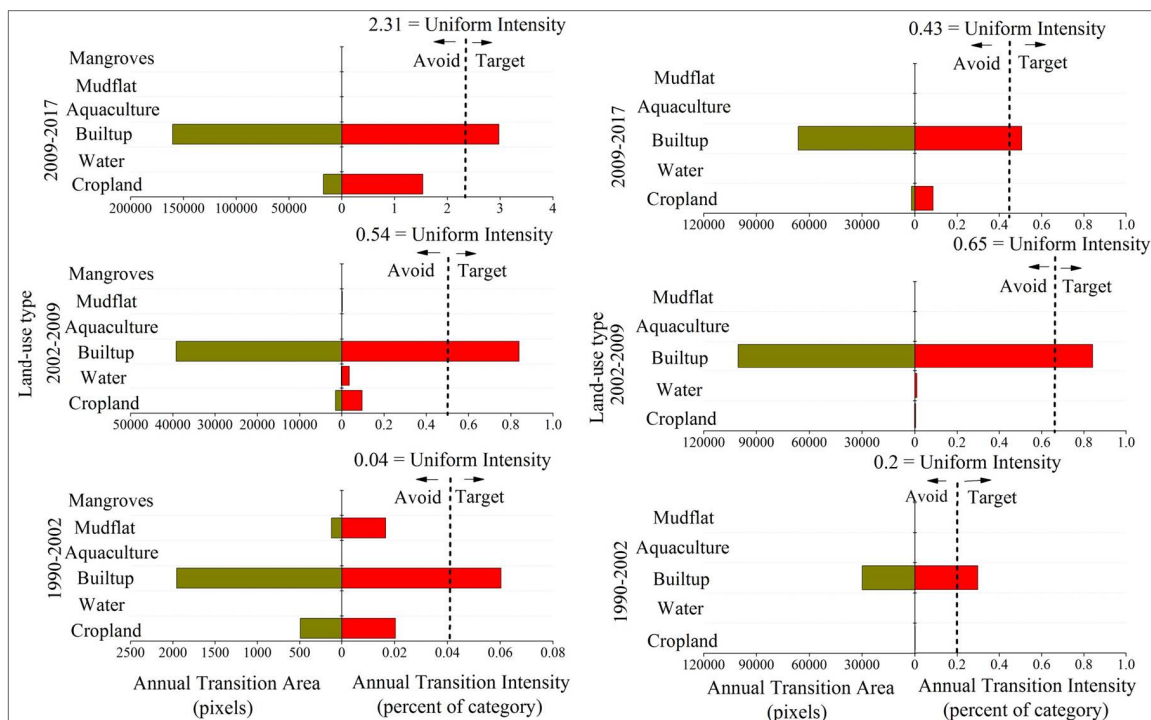 2.31 = Uniform Intensity
Avoid Target
Mangroves
Mudflat
Aquaculture
Builtup
Water
Cropland
2009-2017
200000 150000 100000 50000 0 1 2 3 4
0.54 = Uniform Intensity
Avoid Target
Mangroves
Mudflat
Aquaculture
Builtup
Water
Cropland
Land-use type
2002-2009
50000 40000 30000 20000 10000 0 0.2 0.4 0.6 0.8 1.0
0.04 = Uniform Intensity
Avoid Target
Mangroves
Mudflat
Aquaculture
Builtup
Water
Cropland
1990-2002
2500 2000 1500 1000 500 0 0.02 0.04 0.06 0.08
Annual Transition Area
(pixels)
Annual Transition Intensity
(percent of category)
0.43 = Uniform Intensity
Avoid Target
Mudflat
Aquaculture
Builtup
Water
Cropland
2009-2017
120000 90000 60000 30000 0 0.2 0.4 0.6 0.8 1.0
0.65 = Uniform Intensity
Avoid Target
Mudflat
Aquaculture
Builtup
Water
Cropland
Land-use type
2002-2009
120000 90000 60000 30000 0 0.2 0.4 0.6 0.8 1.0
0.2 = Uniform Intensity
Avoid Target
Mudflat
Aquaculture
Builtup
Water
Cropland
1990-2002
120000 90000 60000 30000 0 0.2 0.4 0.6 0.8 1.0
Annual Transition Area
(pixels)
Annual Transition Intensity
(percent of category)